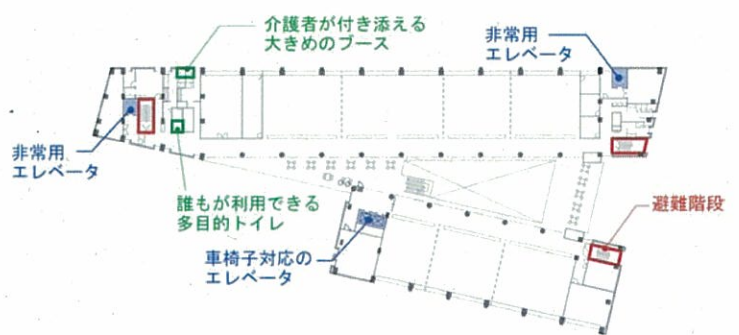 介護者が付き添える
大きめのブース
非常用
エレベータ
非常用
エレベータ
誰もが利用できる
多目的トイレ
避難階段
車椅子対応の
エレベータ